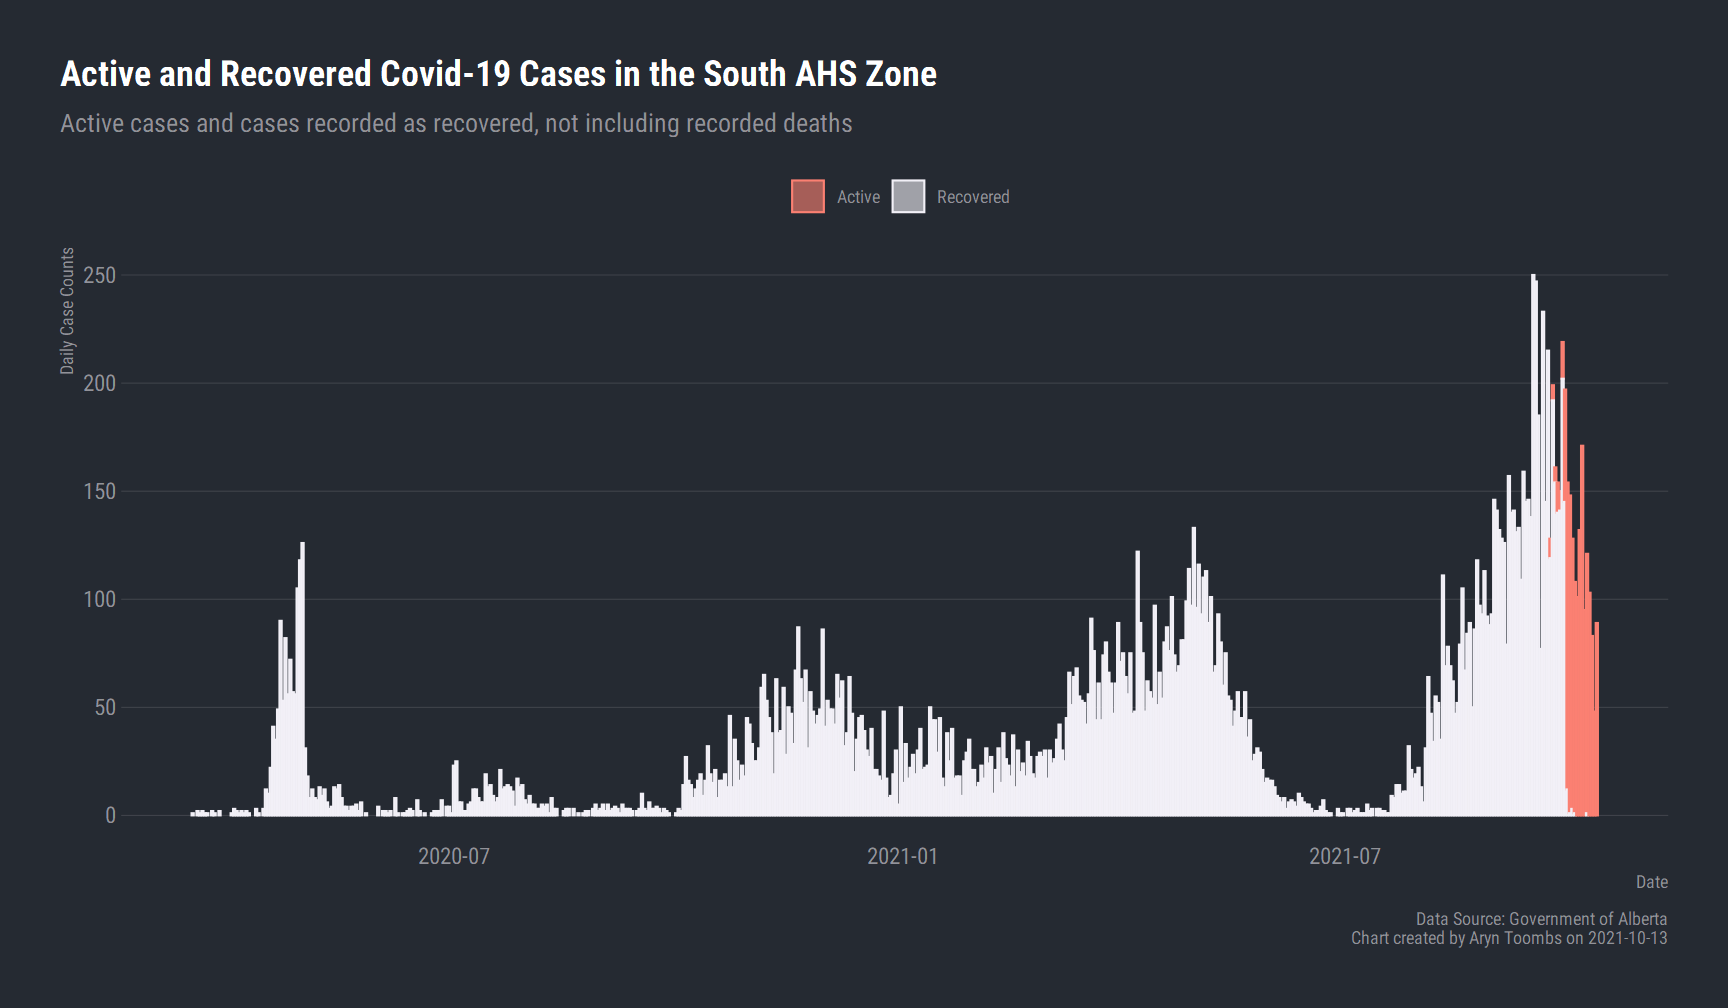 Active and Recovered Covid-19 Cases in the South AHS Zone
Active cases and cases recorded as recovered, not including recorded deaths
Active
Recovered
Daily Case Counts
250
200
150
100
50
0
2020-07
2021-01
2021-07
Date
Data Source: Government of Alberta
Chart created by Aryn Toombs on 2021-10-13